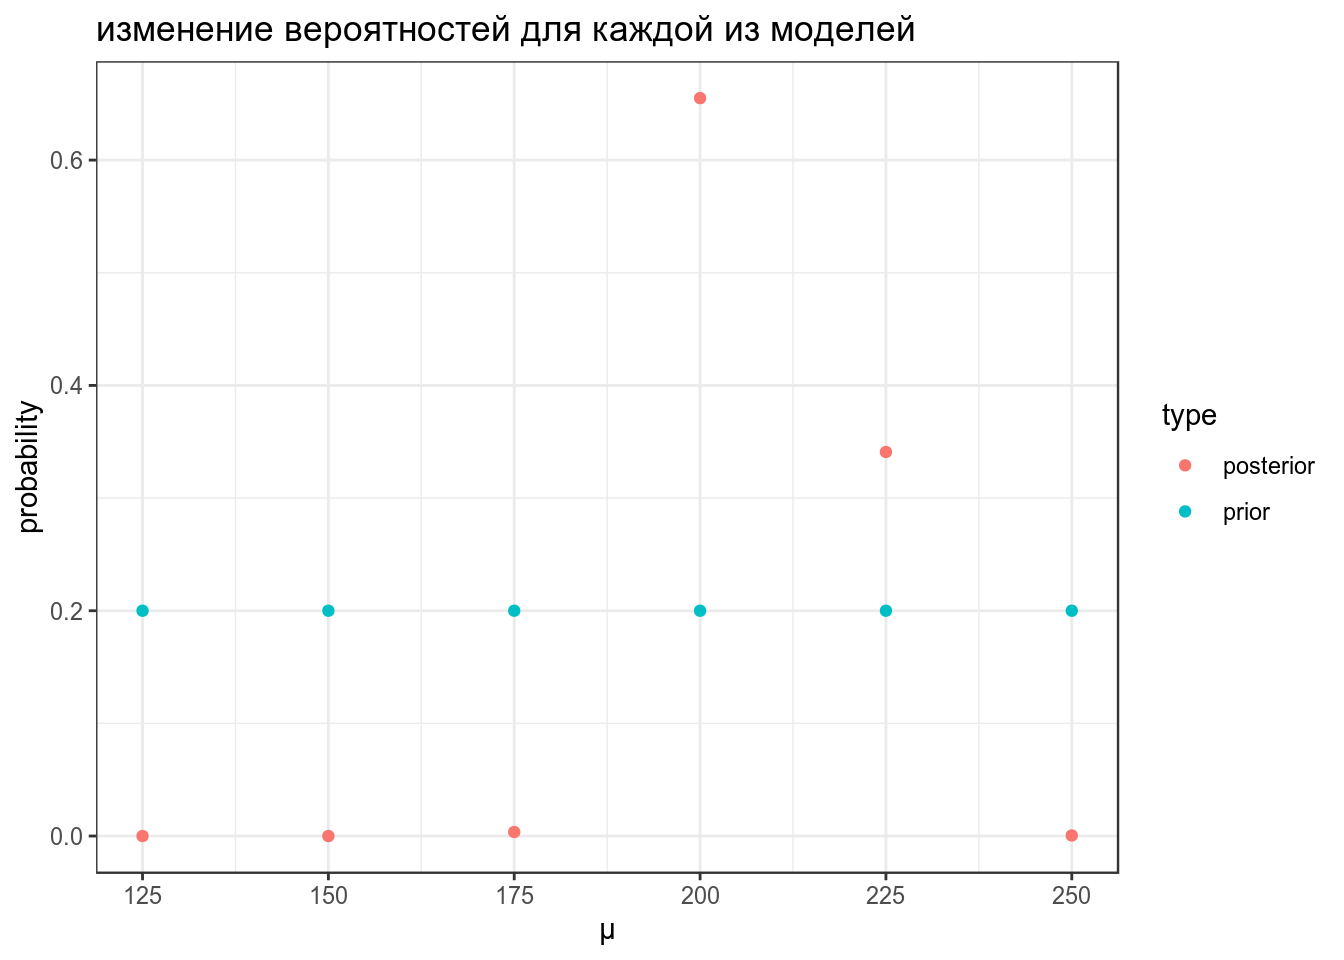 изменение вероятностей для каждой из моделей
probability
0.6
0.4
0.2
0.0
125 150 175 200 225 250
μ
type
posterior
prior